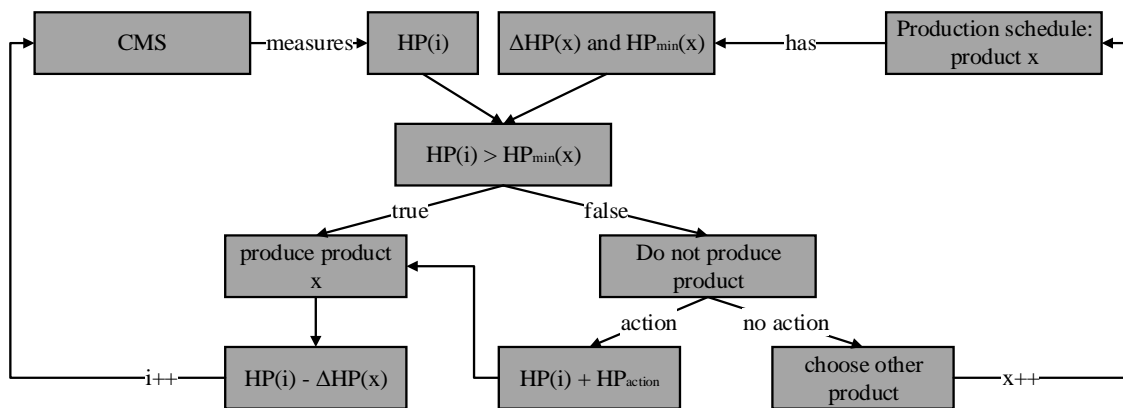 CMS
measures
HP(i)
ΔHP(x) and HPmin(x)
has
Production schedule:
product x
HP(i) > HPmin(x)
true
false
produce product
x
Do not produce
product
action
no action
i++
HP(i) - ΔHP(x)
HP(i) + HPaction
choose other
product
x++